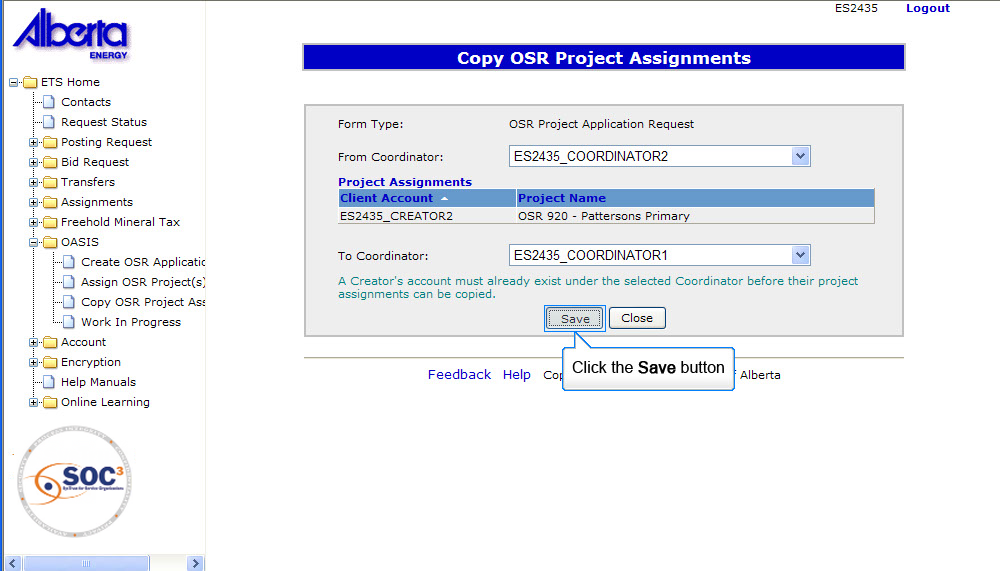 ES2435 Logout
Alberta
ENERGY
Copy OSR Project Assignments
ETS Home
Contacts
Request Status
Posting Request
Bid Request
Transfers
Assignments
Freehold Mineral Tax
OASIS
Create OSR Applicatio
Assign OSR Project(s)
Copy OSR Project Ass
Work In Progress
Account
Encryption
Help Manuals
Online Learning
Form Type: OSR Project Application Request
From Coordinator: ES2435_COORDINATOR2
Project Assignments
Client Account Project Name
ES2435_CREATOR2 OSR 920 - Pattersons Primary
To Coordinator: ES2435_COORDINATOR1
A Creator's account must already exist under the selected Coordinator before their project
assignments can be copied.
Save Close
Click the Save button
Feedback Help Cop Alberta
SOC3